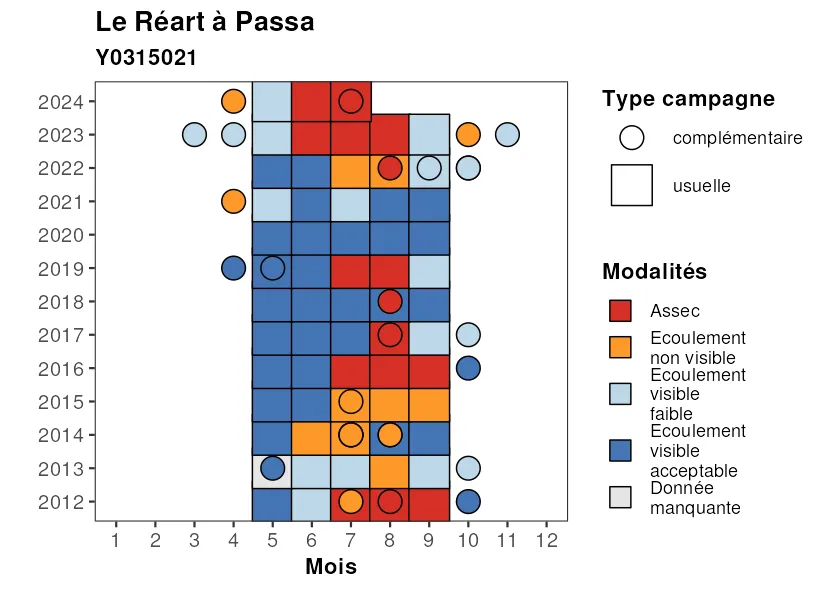 Le Réart à Passa
Y0315021
2024
2023
2022
2021
2020
2019
2018
2017
2016
2015
2014
2013
2012
1 2 3 4 5 6 7 8 9 10 11 12
Mois
Type campagne
complémentaire
usuelle
Modalités
Assec
Ecoulement
non visible
Ecoulement
visible
faible
Ecoulement
visible
acceptable
Donnée
manquante